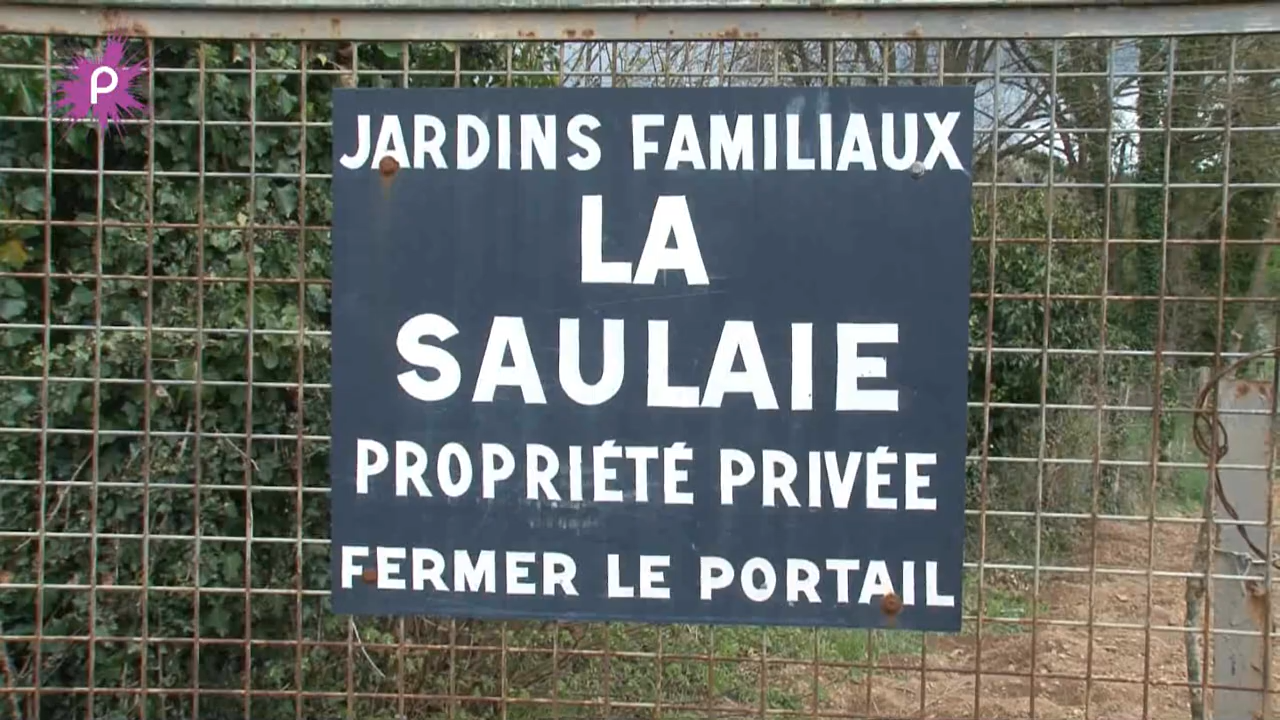 P
JARDINS FAMILIAUX
LA
SAULAIE
PROPRIÉTÉ PRIVÉE
FERMER LE PORTAIL